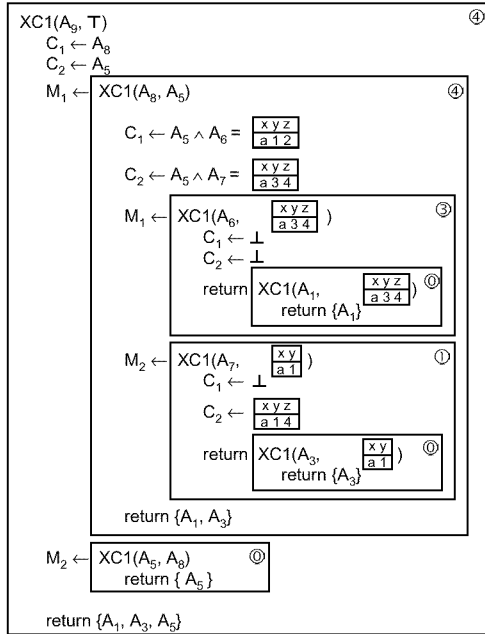 XC1(A₉, ⊤) ④
C₁ ← A₈
C₂ ← A₅
M₁ ← XC1(A₈, A₅) ④
C₁ ← A₅ ∧ A₆ = x y z
a 1 2
C₂ ← A₅ ∧ A₇ = x y z
a 3 4
M₁ ← XC1(A₆, x y z ) ③
a 3 4
C₁ ← ⊥
C₂ ← ⊥
return XC1(A₁, x y z ) ⓪
a 3 4
return {A₁}
M₂ ← XC1(A₇, x y ) ①
a 1
C₁ ← ⊥
C₂ ← x y z
a 1 4
return XC1(A₃, x y ) ⓪
a 1
return {A₃}
return {A₁, A₃}
M₂ ← XC1(A₅, A₈) ⓪
return { A₅ }
return {A₁, A₃, A₅}